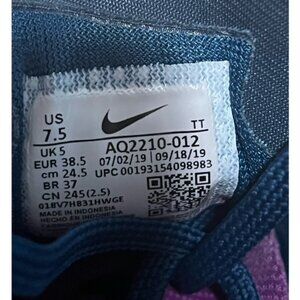 US
7.5
TT
UK 5
AQ2210-012
EUR 38.5
07/02/19 | 09/18/19
cm 24.5
UPC 00193154098983
BR 37
CN 245(2.5)
018V7H831HWGE
MADE IN INDONESIA